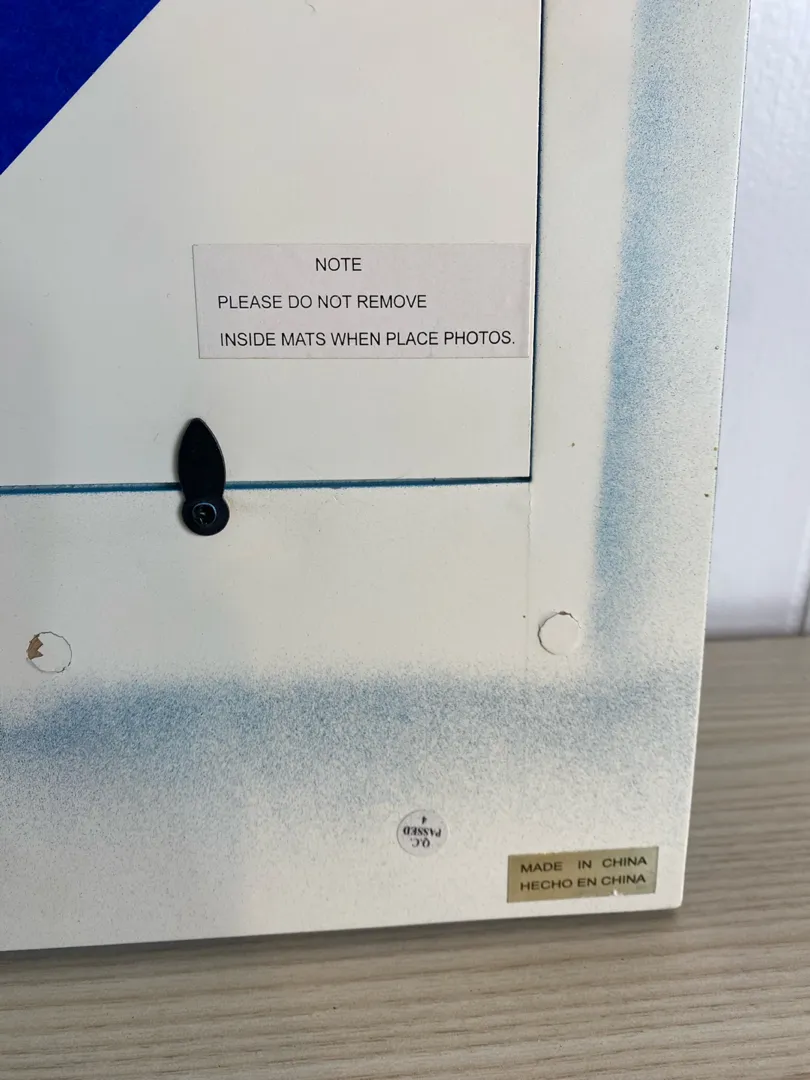 NOTE
PLEASE DO NOT REMOVE
INSIDE MATS WHEN PLACE PHOTOS.
Q.C.
PASSED
4
MADE IN CHINA
HECHO EN CHINA